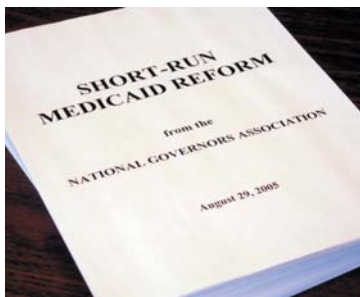 SHORT-RUN
MEDICAID REFORM
from the
NATIONAL GOVERNORS ASSOCIATION
August 29, 2005